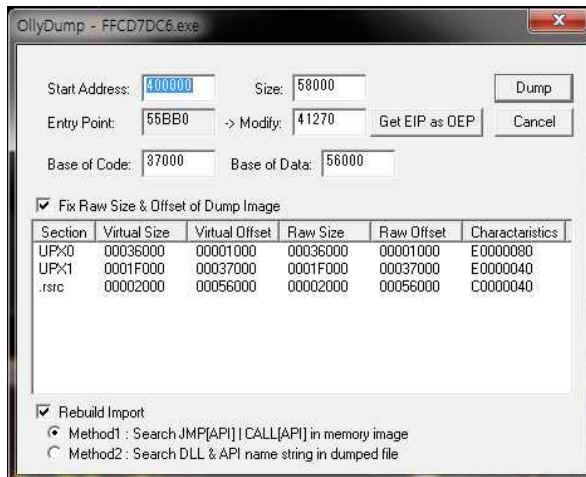 OllyDump - FFCD7DC6.exe
Start Address: 400000 Size: 58000 Dump
Entry Point: 55BB0 -> Modify: 41270 Get EIP as OEP Cancel
Base of Code: 37000 Base of Data: 56000
Fix Raw Size & Offset of Dump Image
Section Virtual Size Virtual Offset Raw Size Raw Offset Charactaristics
UPX0 00036000 00001000 00036000 00001000 E0000080
UPX1 0001F000 00037000 0001F000 00037000 E0000040
.rsrc 00002000 00056000 00002000 00056000 C0000040
Rebuild Import
Method1 : Search JMP[API] | CALL[API] in memory image
Method2 : Search DLL & API name string in dumped file